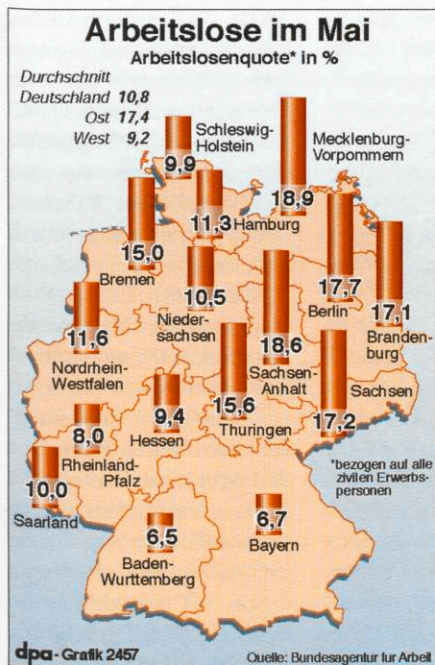 Arbeitslose im Mai
Arbeitslosenquote* in %
Durchschnitt
Deutschland 10,8
Ost 17,4
West 9,2
Schleswig-
Holstein
9,9
Mecklenburg-
Vorpommern
18,9
11,3
Hamburg
15,0
Bremen
10,5
Nieder-
sachsen
17,7
Berlin
17,1
Branden-
burg
11,6
Nordrhein-
Westfalen
18,6
Sachsen-
Anhalt
15,6
Thuringen
Sachsen
17,2
9,4
Hessen
8,0
Rheinland-
Pfalz
10,0
Saarland
*bezogen auf alle
zivilen Erwerbs-
personen
6,5
Baden-
Wurttemberg
6,7
Bayern
dpa - Grafik 2457
Quelle: Bundesagentur fur Arbeit